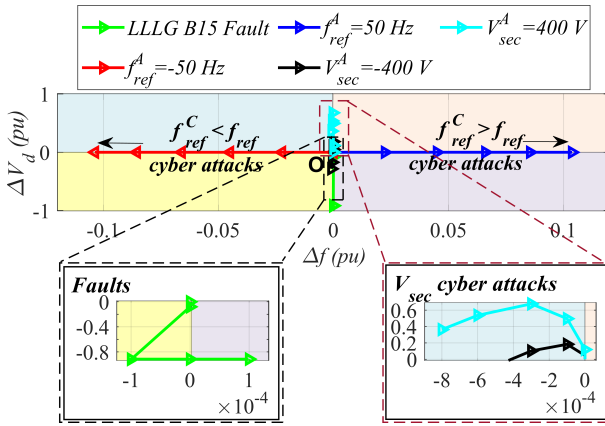 LLLG B15 Fault f_ref^A=50 Hz V_sec^A=400 V
f_ref^A=-50 Hz V_sec^A=-400 V
ΔV_d (pu)
1
0
-1
f_ref^C < f_ref
cyber attacks
f_ref^C > f_ref
cyber attacks
O
-0.1 -0.05 0 0.05 0.1
Δf (pu)
Faults
0
-0.4
-0.8
-1 0 1
×10^-4
V_sec cyber attacks
0.6
0.2
0
-8 -6 -4 -2 0
×10^-4